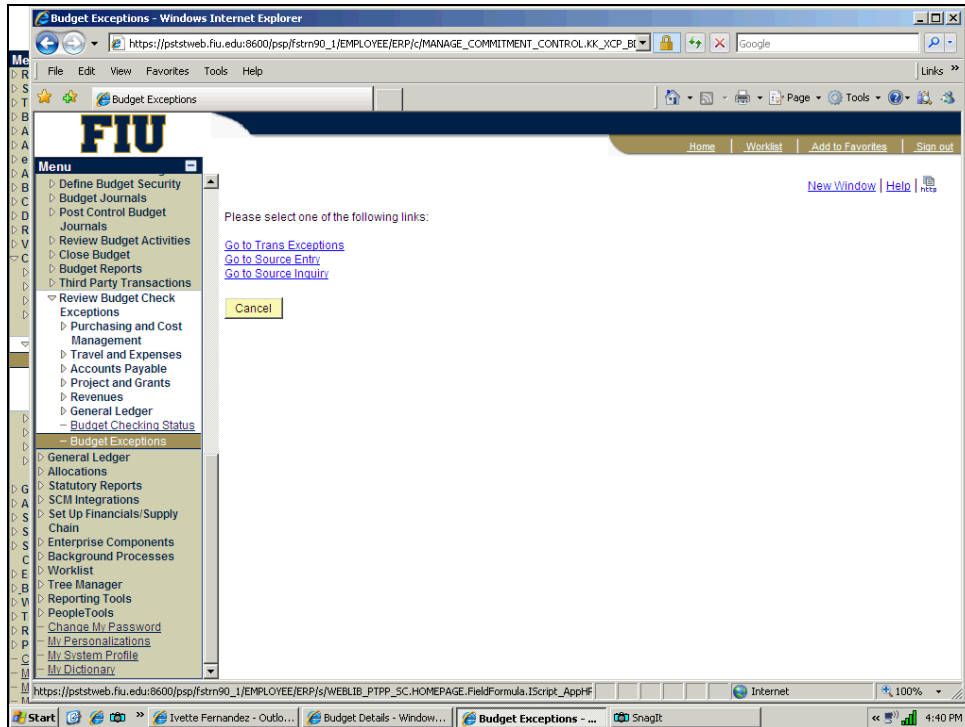 Budget Exceptions - Windows Internet Explorer
https://pststweb.fiu.edu:8600/psp/fstrn90_1/EMPLOYEE/ERP/c/MANAGE_COMMITMENT_CONTROL.KK_XCP_B
Google
File Edit View Favorites Tools Help
Links »
Budget Exceptions
Page Tools
FIU
Home | Worklist | Add to Favorites | Sign out
Menu
New Window | Help | http
Define Budget Security
Budget Journals
Post Control Budget
Journals
Review Budget Activities
Close Budget
Budget Reports
Third Party Transactions
Review Budget Check
Exceptions
Purchasing and Cost
Management
Travel and Expenses
Accounts Payable
Project and Grants
Revenues
General Ledger
Budget Checking Status
Budget Exceptions
General Ledger
Allocations
Statutory Reports
SCM Integrations
Set Up Financials/Supply
Chain
Enterprise Components
Background Processes
Worklist
Tree Manager
Reporting Tools
PeopleTools
Change My Password
My Personalizations
My System Profile
My Dictionary
Please select one of the following links:
Go to Trans Exceptions
Go to Source Entry
Go to Source Inquiry
Cancel
https://pststweb.fiu.edu:8600/psp/fstrn90_1/EMPLOYEE/ERP/s/WEBLIB_PTPP_SC.HOMEPAGE.FieldFormula.IScript_AppHP
Internet
100%
Start » Ivette Fernandez - Outlo... Budget Details - Window... Budget Exceptions - ... SnagIt « 4:40 PM